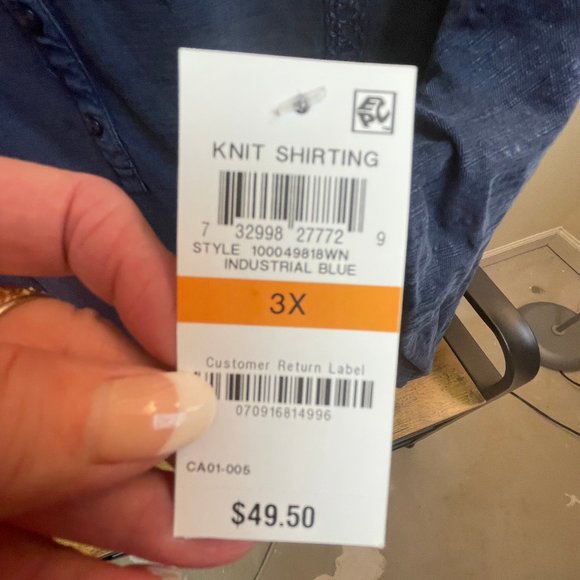 EPC
KNIT SHIRTING
7 32998 27772 9
STYLE 100049818WN
INDUSTRIAL BLUE
3X
Customer Return Label
070916814996
CA01-005
$49.50